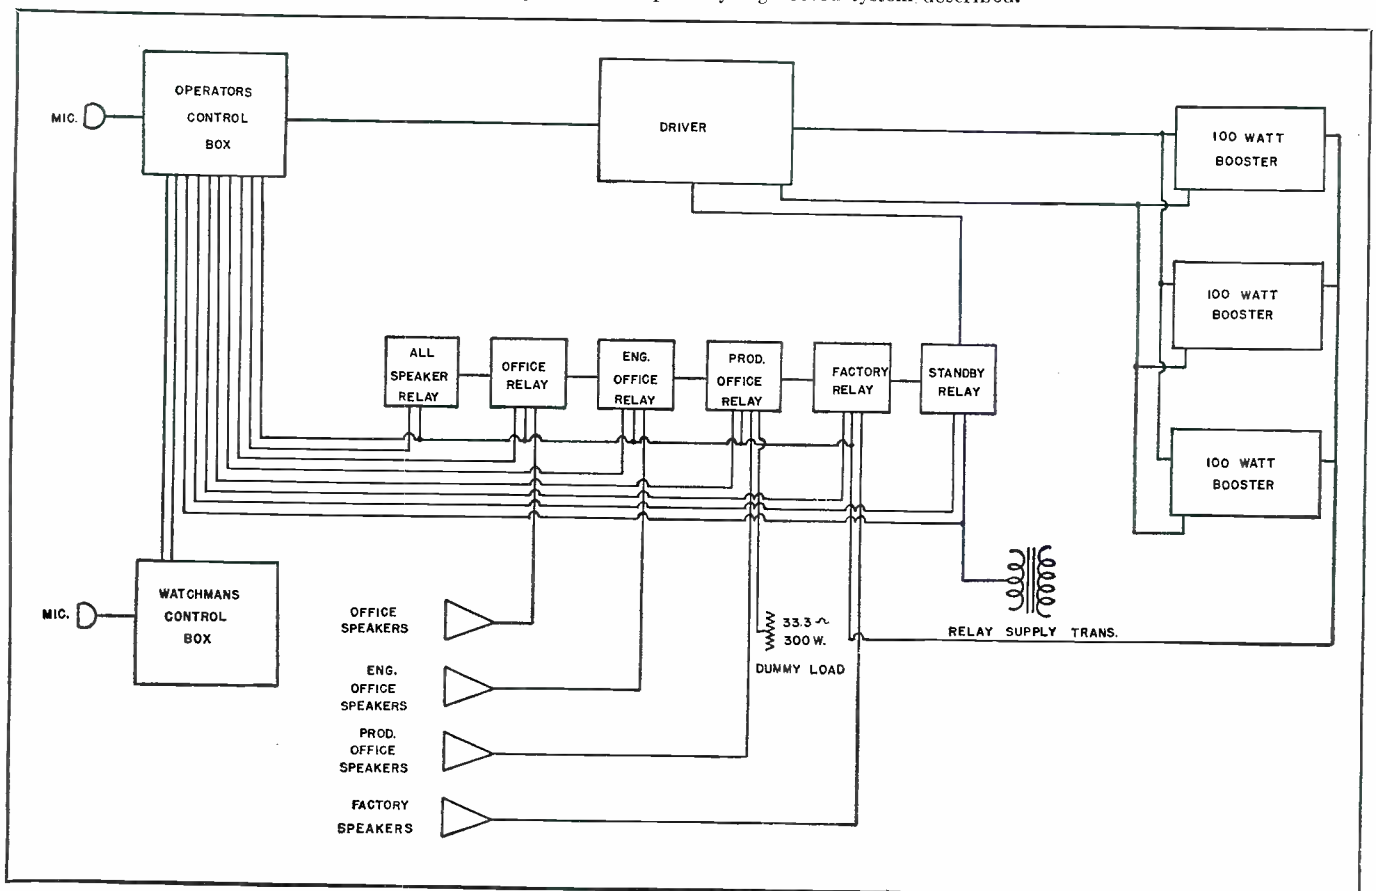 system described.
OPERATORS
CONTROL
BOX
MIC.
DRIVER
100 WATT
BOOSTER
100 WATT
BOOSTER
ALL
SPEAKER
RELAY
OFFICE
RELAY
ENG.
OFFICE
RELAY
PROD.
OFFICE
RELAY
FACTORY
RELAY
STANDBY
RELAY
100 WATT
BOOSTER
WATCHMANS
CONTROL
BOX
MIC.
OFFICE
SPEAKERS
33.3 ~
300 W.
DUMMY LOAD
RELAY SUPPLY TRANS.
ENG.
OFFICE
SPEAKERS
PROD.
OFFICE
SPEAKERS
FACTORY
SPEAKERS